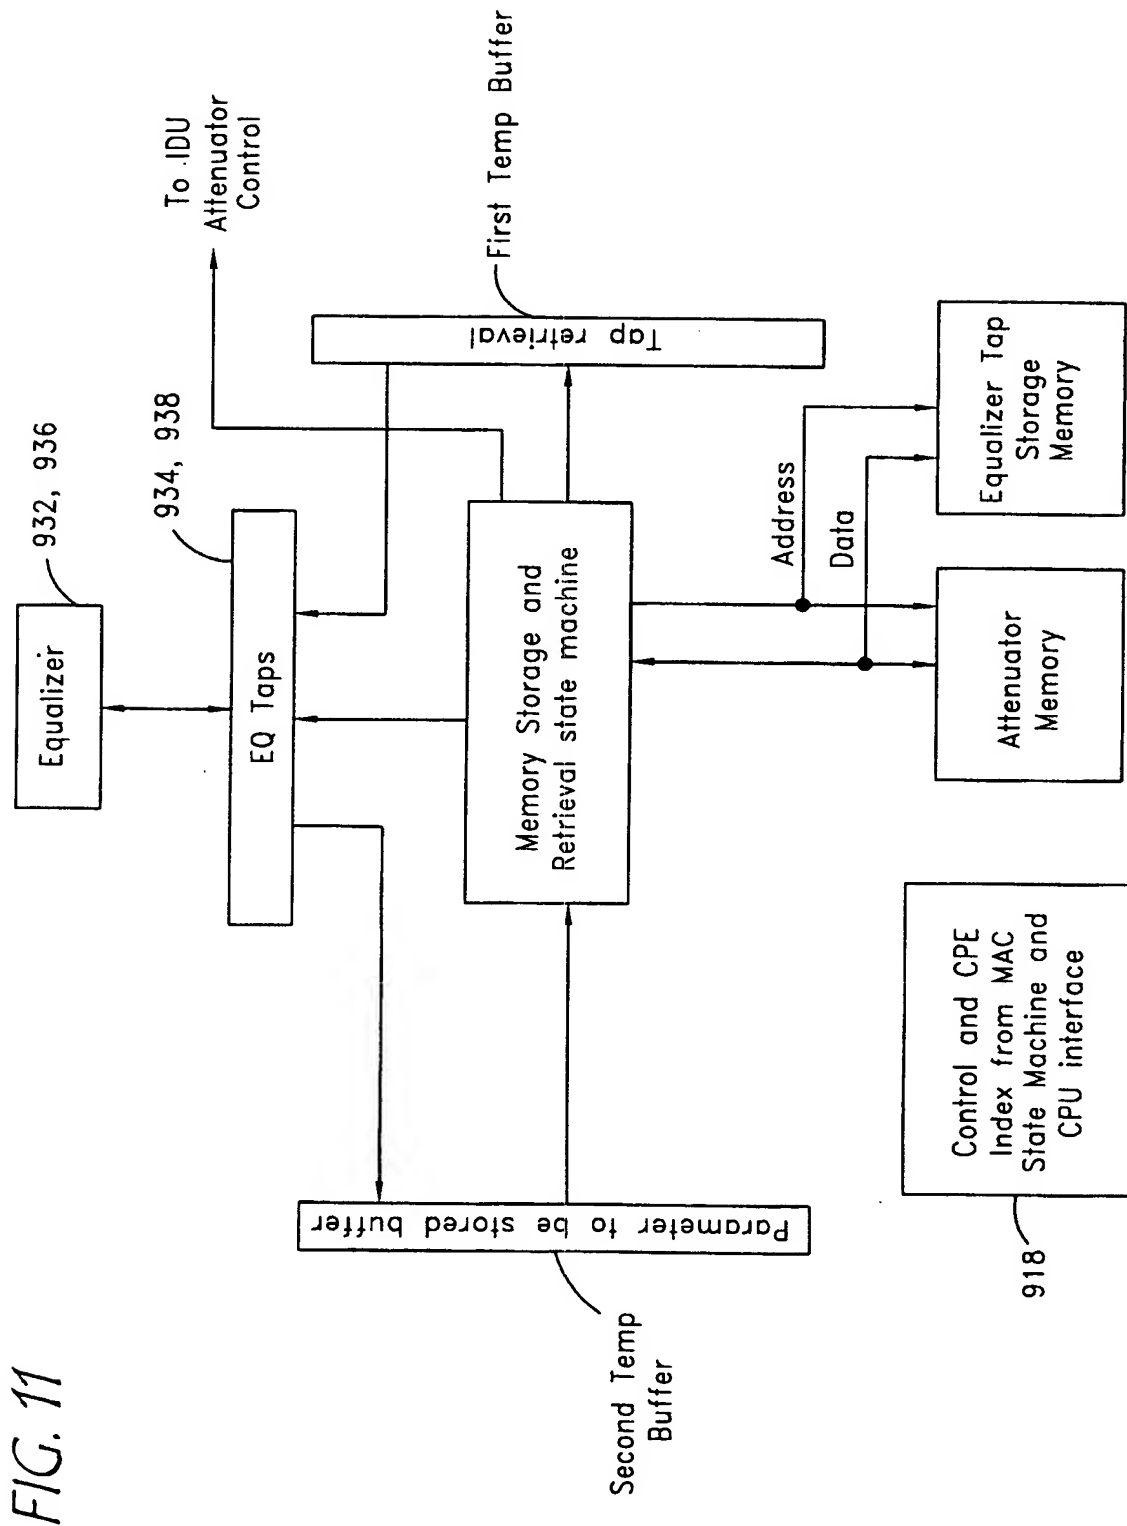 FIG. 11
Equalizer
932, 936
EQ Taps
934, 938
To IDU
Attenuator
Control
Parameter to be stored buffer
Second Temp
Buffer
Memory Storage and
Retrieval state machine
Tap retrieval
First Temp Buffer
Address
Data
Control and CPE
Index from MAC
State Machine and
CPU interface
918
Attenuator
Memory
Equalizer Tap
Storage
Memory